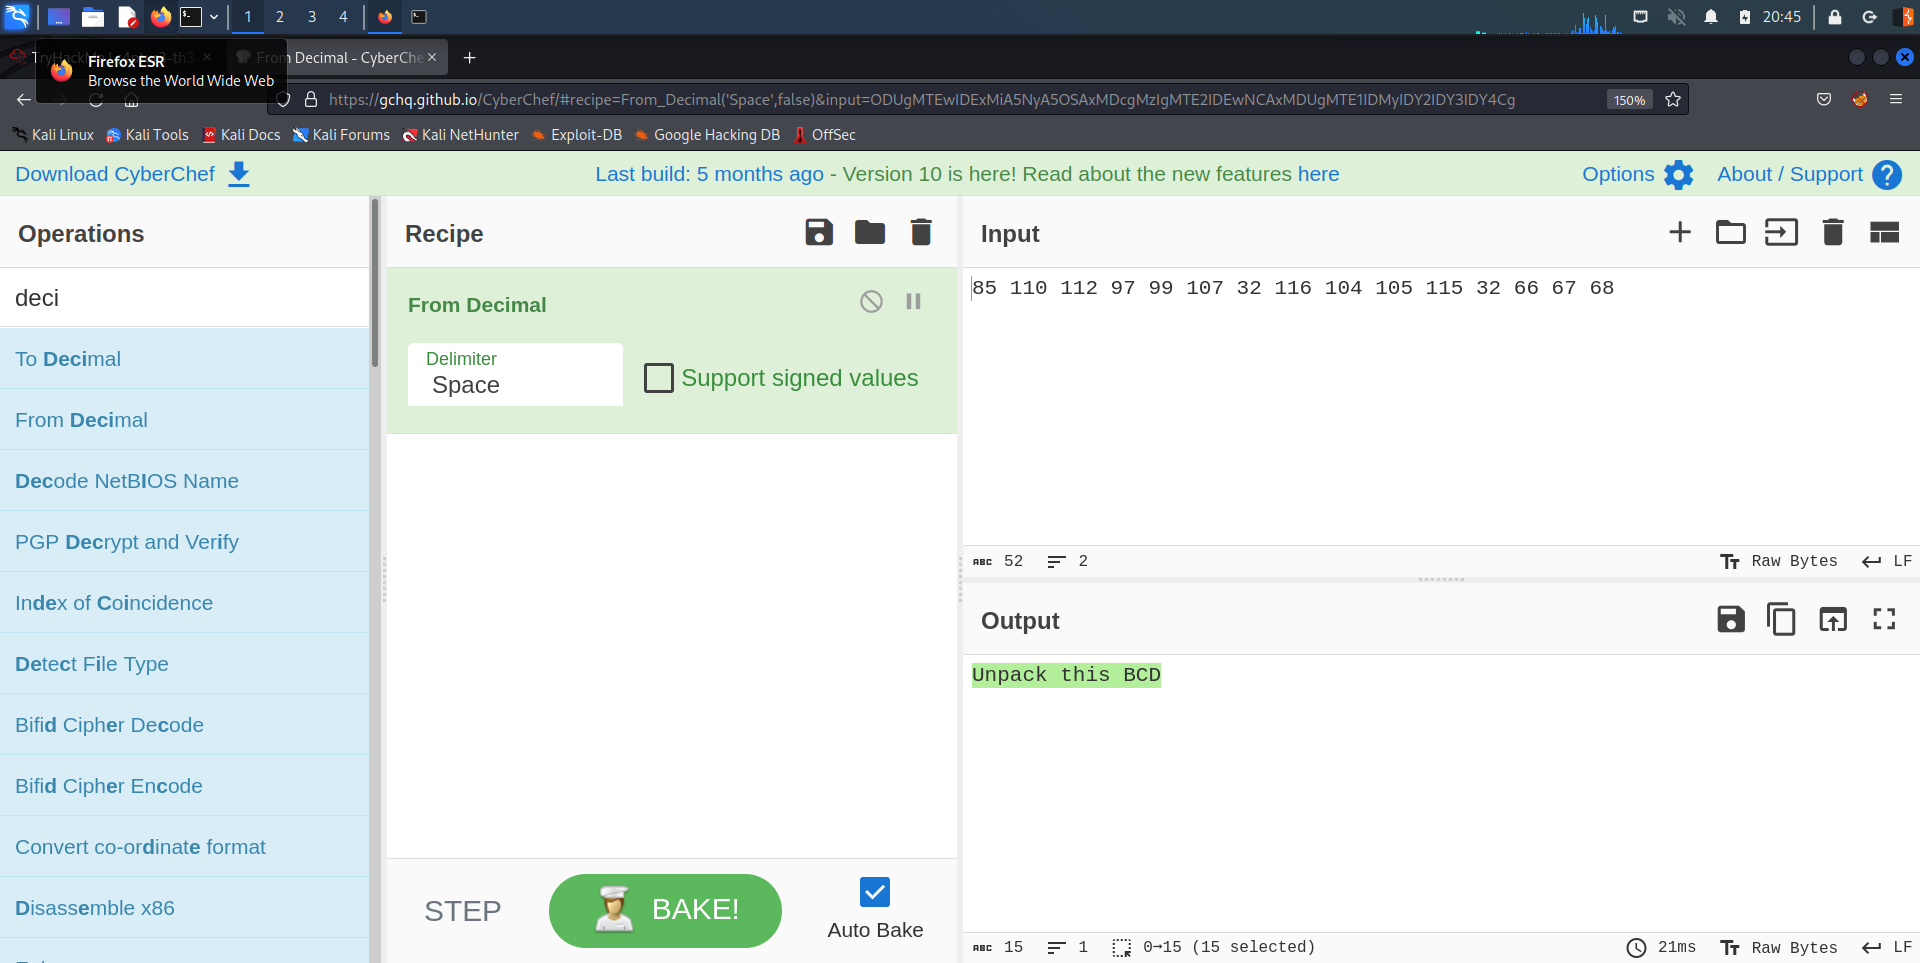 1 2 3 4 20:45
Firefox ESR
Browse the World Wide Web
From Decimal - CyberChe
https://gchq.github.io/CyberChef/#recipe=From_Decimal('Space',false)&input=ODUgMTEwIDExMiA5NyA5OSAxMDcgMzIgMTE2IDEwNCAxMDUgMTE1IDMyIDY2IDY3IDY4Cg 150%
Kali Linux Kali Tools Kali Docs Kali Forums Kali NetHunter Exploit-DB Google Hacking DB OffSec
Download CyberChef Last build: 5 months ago - Version 10 is here! Read about the new features here Options About / Support
Operations
deci
To Decimal
From Decimal
Decode NetBIOS Name
PGP Decrypt and Verify
Index of Coincidence
Detect File Type
Bifid Cipher Decode
Bifid Cipher Encode
Convert co-ordinate format
Disassemble x86
Recipe
From Decimal
Delimiter
Space
Support signed values
STEP
BAKE!
Auto Bake
Input
85 110 112 97 99 107 32 116 104 105 115 32 66 67 68
ABC 52 2 Raw Bytes LF
Output
Unpack this BCD
ABC 15 1 0→15 (15 selected) 21ms Raw Bytes LF